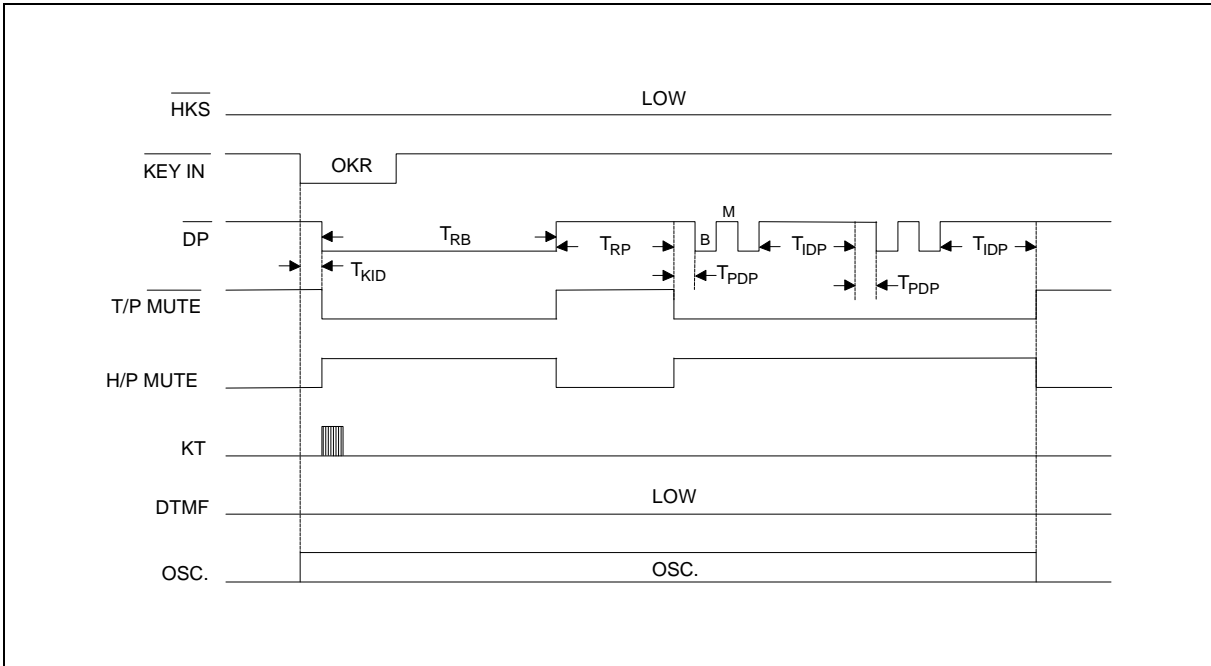 HKS LOW
KEY IN OKR
DP TRB TRP B M TIDP TIDP
TKID TPDP TPDP
T/P MUTE
H/P MUTE
KT
DTMF LOW
OSC. OSC.